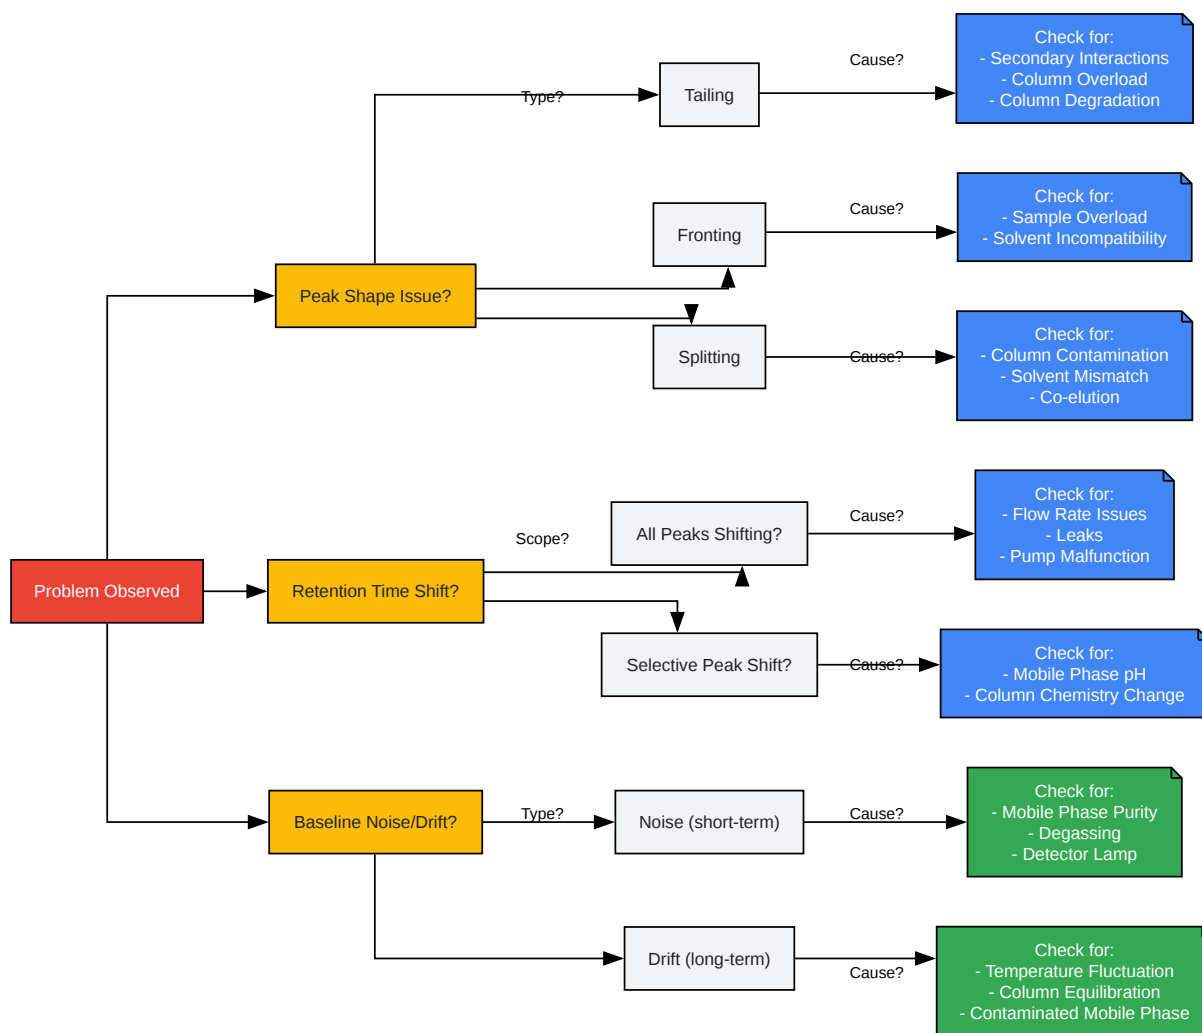 Problem Observed
Peak Shape Issue?
Type?
Tailing
Cause?
Check for:
- Secondary Interactions
- Column Overload
- Column Degradation
Fronting
Cause?
Check for:
- Sample Overload
- Solvent Incompatibility
Splitting
Cause?
Check for:
- Column Contamination
- Solvent Mismatch
- Co-elution
Retention Time Shift?
Scope?
All Peaks Shifting?
Cause?
Check for:
- Flow Rate Issues
- Leaks
- Pump Malfunction
Selective Peak Shift?
Cause?
Check for:
- Mobile Phase pH
- Column Chemistry Change
Baseline Noise/Drift?
Type?
Noise (short-term)
Cause?
Check for:
- Mobile Phase Purity
- Degassing
- Detector Lamp
Drift (long-term)
Cause?
Check for:
- Temperature Fluctuation
- Column Equilibration
- Contaminated Mobile Phase